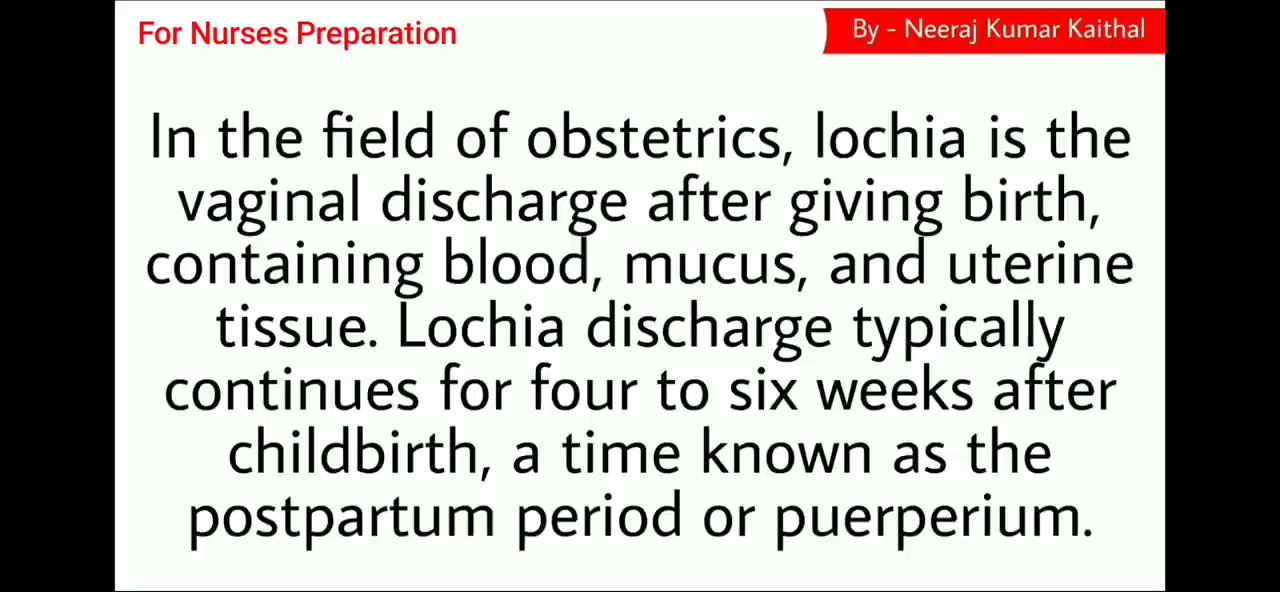 For Nurses Preparation
By - Neeraj Kumar Kaithal
In the field of obstetrics, lochia is the
vaginal discharge after giving birth,
containing blood, mucus, and uterine
tissue. Lochia discharge typically
continues for four to six weeks after
childbirth, a time known as the
postpartum period or puerperium.